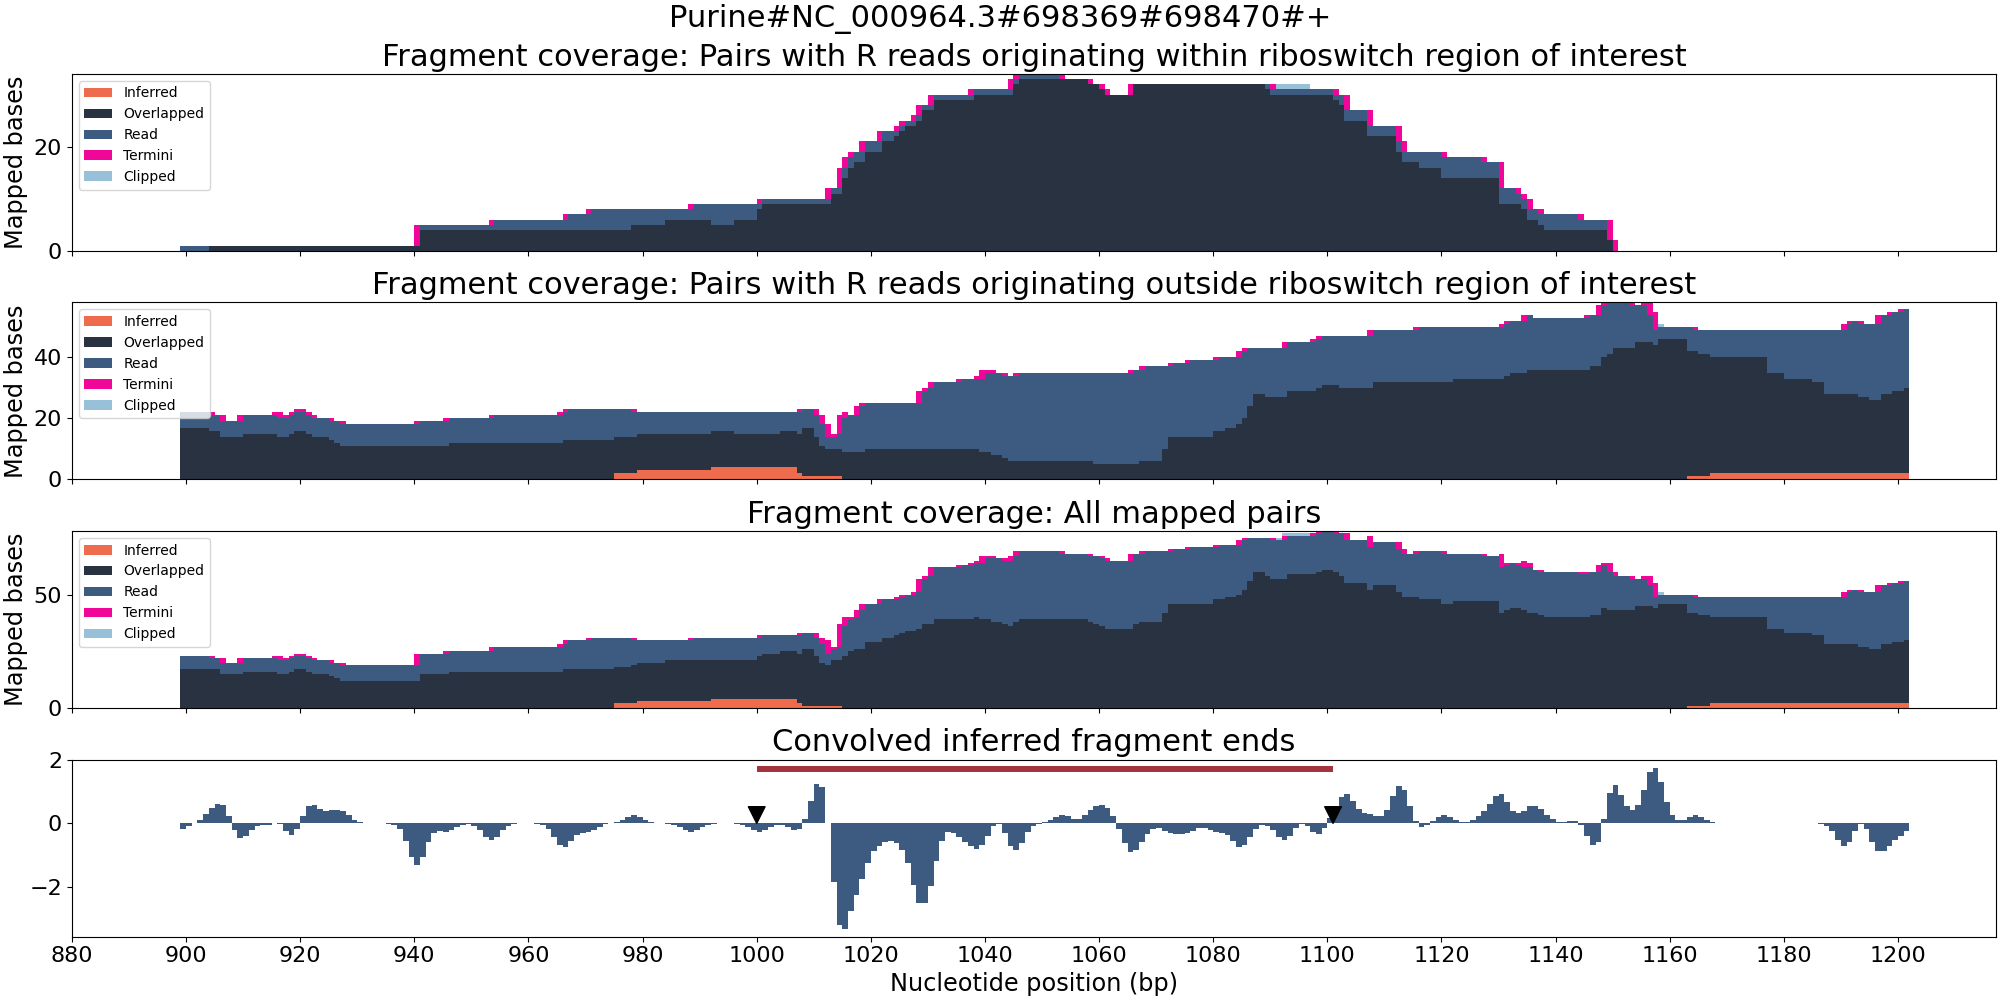 Purine#NC_000964.3#698369#698470#+
Fragment coverage: Pairs with R reads originating within riboswitch region of interest
Mapped bases
20
0
Inferred
Overlapped
Read
Termini
Clipped
Fragment coverage: Pairs with R reads originating outside riboswitch region of interest
Mapped bases
40
20
0
Inferred
Overlapped
Read
Termini
Clipped
Fragment coverage: All mapped pairs
Mapped bases
50
0
Inferred
Overlapped
Read
Termini
Clipped
Convolved inferred fragment ends
2
0
−2
880 900 920 940 960 980 1000 1020 1040 1060 1080 1100 1120 1140 1160 1180 1200
Nucleotide position (bp)